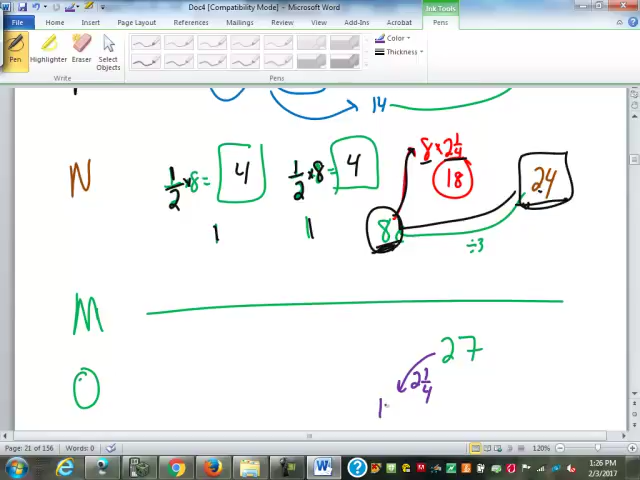 Doc4 [Compatibility Mode] - Microsoft Word
Ink Tools
File Home Insert Page Layout References Mailings Review View Add-Ins Acrobat Pens
Pen Highlighter Eraser Select Objects
Color
Thickness
Write Pens
14
N 1/2 × 8 = 4 1/2 × 8 = 4 8 × 2 1/4 24
18
1 11 8 ÷3
M
27
O 2 1/4
1
Page: 21 of 156 Words: 0 120%
1:26 PM
2/3/2017